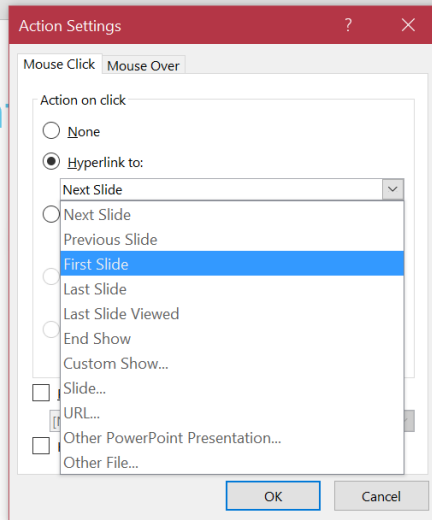 Action Settings
?
Mouse Click Mouse Over
Action on click
None
Hyperlink to:
Next Slide
Next Slide
Previous Slide
First Slide
Last Slide
Last Slide Viewed
End Show
Custom Show...
Slide...
URL...
Other PowerPoint Presentation...
Other File...
OK Cancel